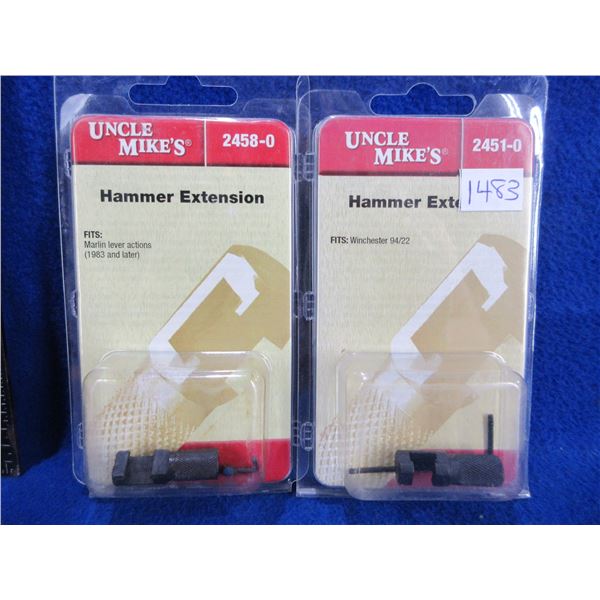 UNCLE
MIKE'S®
2458-0
Hammer Extension
FITS:
Marlin lever actions
(1983 and later)
UNCLE
MIKE'S®
2451-0
1483
Hammer Exte
FITS: Winchester 94/22